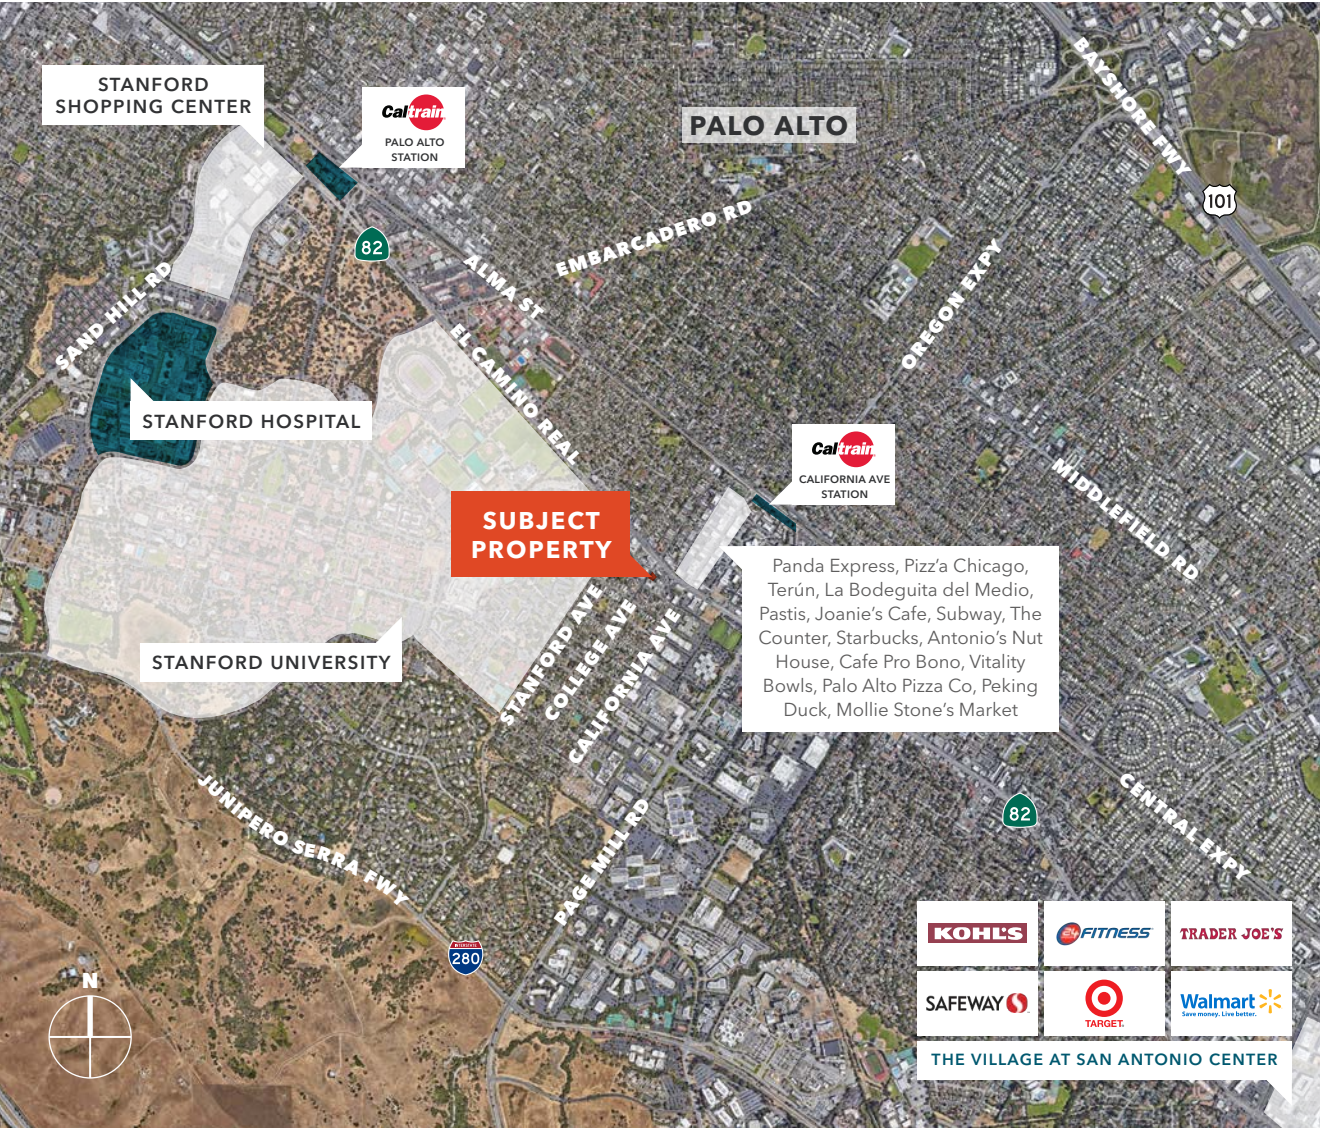 STANFORD
SHOPPING CENTER
Caltrain
PALO ALTO
STATION
PALO ALTO
BAYSHORE FWY
101
82
EMBARCADERO RD
ALMA ST
SAND HILL RD
OREGON EXPY
EL CAMINO REAL
STANFORD HOSPITAL
Caltrain
CALIFORNIA AVE
STATION
MIDDLEFIELD RD
SUBJECT
PROPERTY
Panda Express, Pizz'a Chicago,
Terún, La Bodeguita del Medio,
Pastis, Joanie's Cafe, Subway, The
Counter, Starbucks, Antonio's Nut
House, Cafe Pro Bono, Vitality
Bowls, Palo Alto Pizza Co, Peking
Duck, Mollie Stone's Market
STANFORD UNIVERSITY
STANFORD AVE
COLLEGE AVE
CALIFORNIA AVE
JUNIPERO SERRA FWY
PAGE MILL RD
82
CENTRAL EXPY
INTERSTATE
280
N
KOHL'S
24 FITNESS
TRADER JOE'S
SAFEWAY
TARGET
Walmart
Save money. Live better.
THE VILLAGE AT SAN ANTONIO CENTER